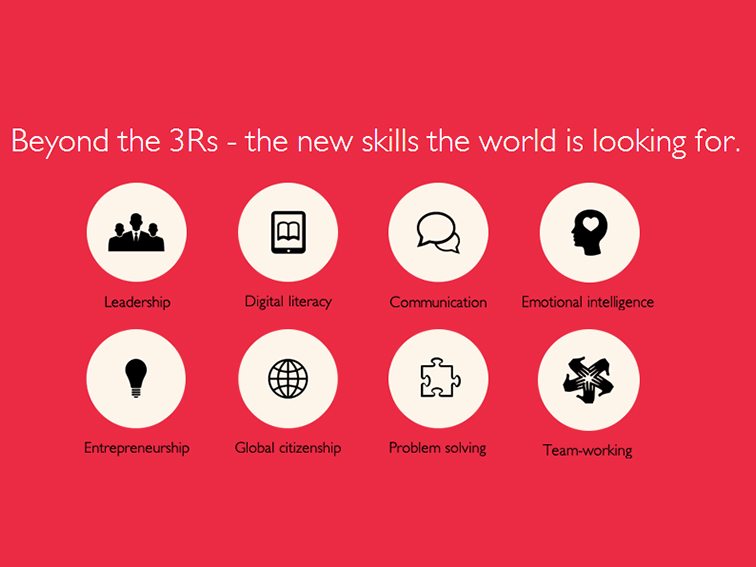 Beyond the 3Rs - the new skills the world is looking for.
Leadership
Digital literacy
Communication
Emotional intelligence
Entrepreneurship
Global citizenship
Problem solving
Team-working